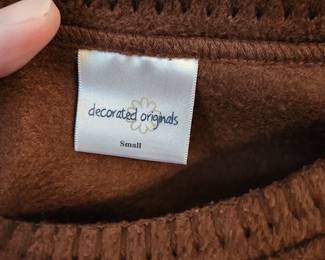 decorated originals
Small